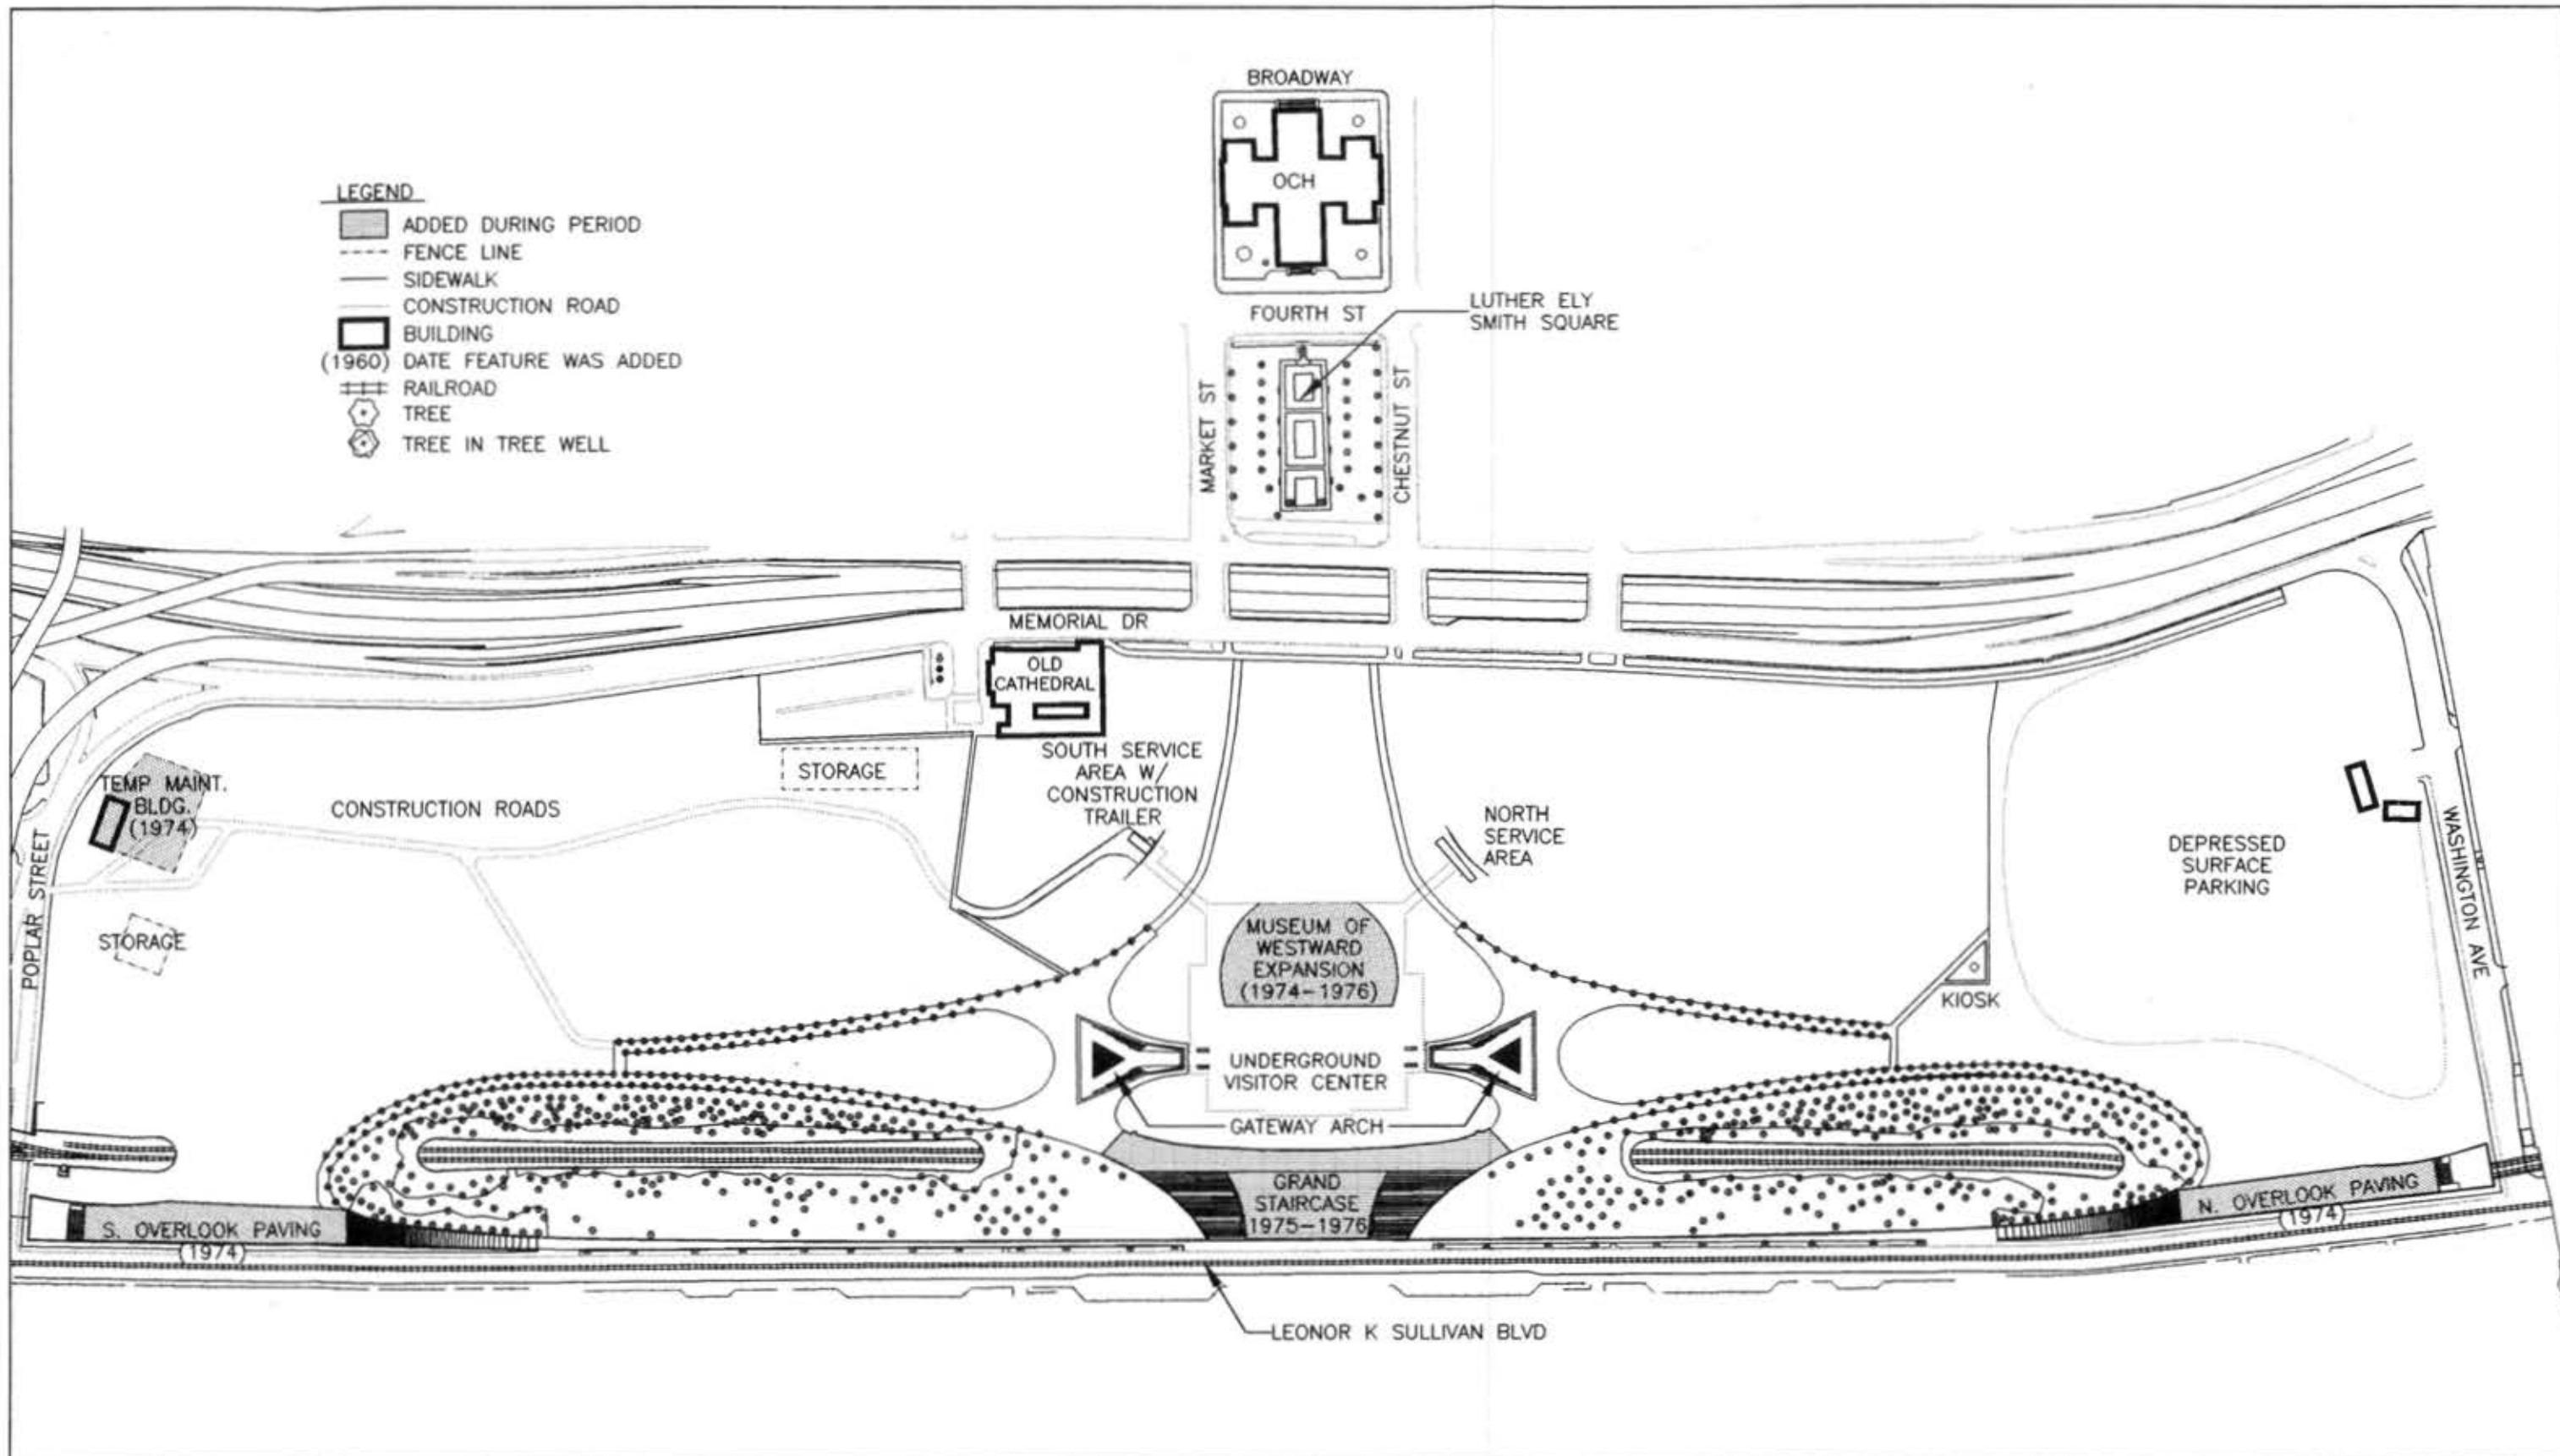 BROADWAY
OCH
LEGEND
ADDED DURING PERIOD
FENCE LINE
SIDEWALK
CONSTRUCTION ROAD
BUILDING
(1960) DATE FEATURE WAS ADDED
RAILROAD
TREE
TREE IN TREE WELL
FOURTH ST
LUTHER ELY
SMITH SQUARE
MARKET ST
CHESTNUT ST
MEMORIAL DR
OLD
CATHEDRAL
STORAGE
SOUTH SERVICE
AREA W/
CONSTRUCTION
TRAILER
TEMP MAINT.
BLDG.
(1974)
CONSTRUCTION ROADS
NORTH
SERVICE
AREA
DEPRESSED
SURFACE
PARKING
WASHINGTON AVE
POPLAR STREET
STORAGE
MUSEUM OF
WESTWARD
EXPANSION
(1974-1976)
KIOSK
UNDERGROUND
VISITOR CENTER
GATEWAY ARCH
GRAND
STAIRCASE
1975-1976
S. OVERLOOK PAVING
(1974)
N. OVERLOOK PAVING
(1974)
LEONOR K SULLIVAN BLVD